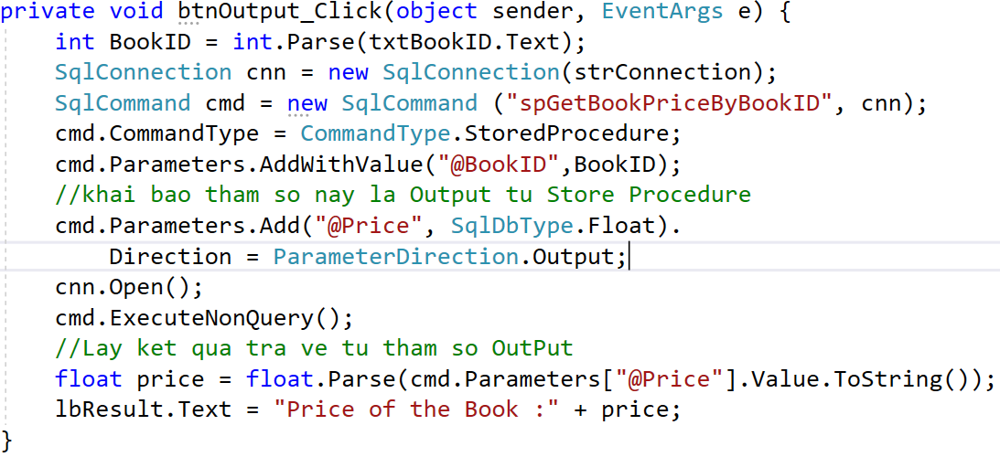 private void btnOutput_Click(object sender, EventArgs e) {
    int BookID = int.Parse(txtBookID.Text);
    SqlConnection cnn = new SqlConnection(strConnection);
    SqlCommand cmd = new SqlCommand ("spGetBookPriceByBookID", cnn);
    cmd.CommandType = CommandType.StoredProcedure;
    cmd.Parameters.AddWithValue("@BookID",BookID);
    //khai bao tham so nay la Output tu Store Procedure
    cmd.Parameters.Add("@Price", SqlDbType.Float).
        Direction = ParameterDirection.Output;
    cnn.Open();
    cmd.ExecuteNonQuery();
    //Lay ket qua tra ve tu tham so OutPut
    float price = float.Parse(cmd.Parameters["@Price"].Value.ToString());
    lbResult.Text = "Price of the Book :" + price;
}